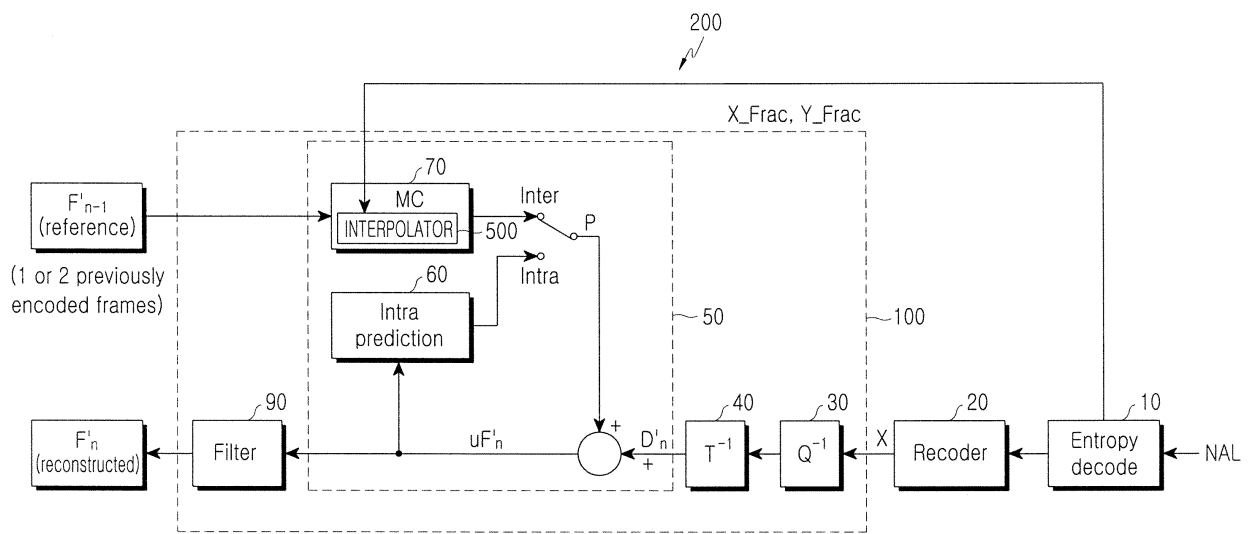 200
X_Frac, Y_Frac
70
F'n-1
(reference)
MC
INTERPOLATOR
500
Inter
P
Intra
(1 or 2 previously
encoded frames)
60
Intra
prediction
50
100
90
40
30
20
10
F'n
(reconstructed)
Filter
uF'n
+
D'n
+
T-1
Q-1
X
Recoder
Entropy
decode
NAL